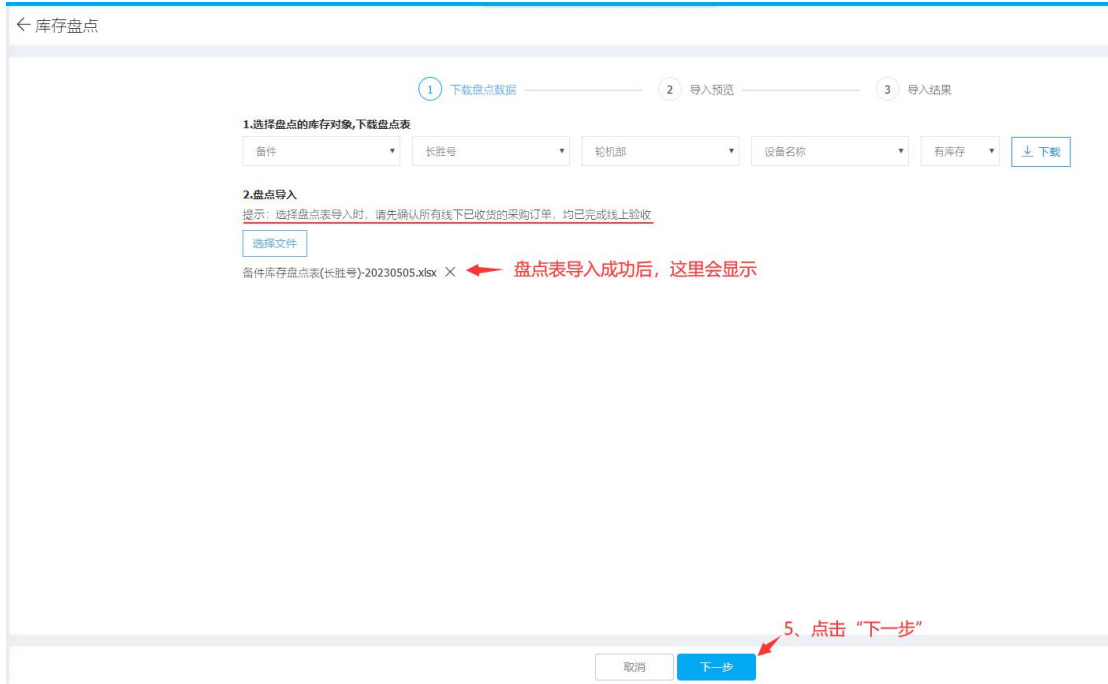 库存盘点
1 下载盘点数据 2 导入预览 3 导入结果
1.选择盘点的库存对象,下载盘点表
备件 长胜号 轮机部 设备名称 有库存 下载
2.盘点导入
提示：选择盘点表导入时，请先确认所有线下已收货的采购订单，均已完成线上验收
选择文件
备件库存盘点表(长胜号)-20230505.xlsx 盘点表导入成功后，这里会显示
5、点击“下一步”
取消 下一步